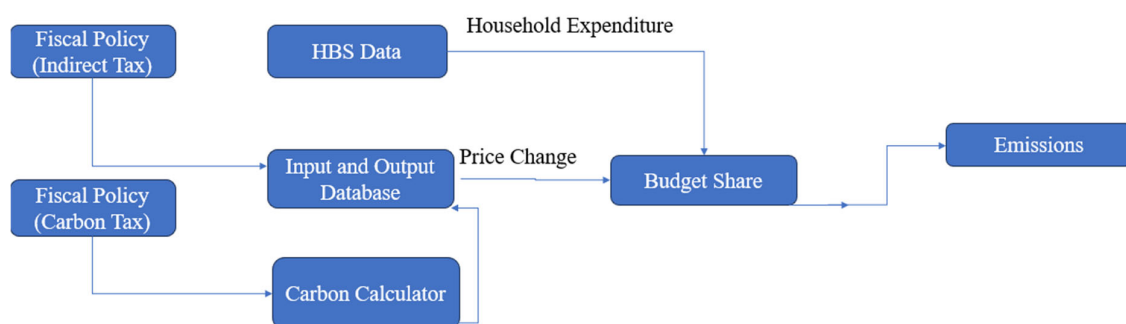 Fiscal Policy
(Indirect Tax)
HBS Data
Household Expenditure
Input and Output
Database
Price Change
Budget Share
Emissions
Fiscal Policy
(Carbon Tax)
Carbon Calculator